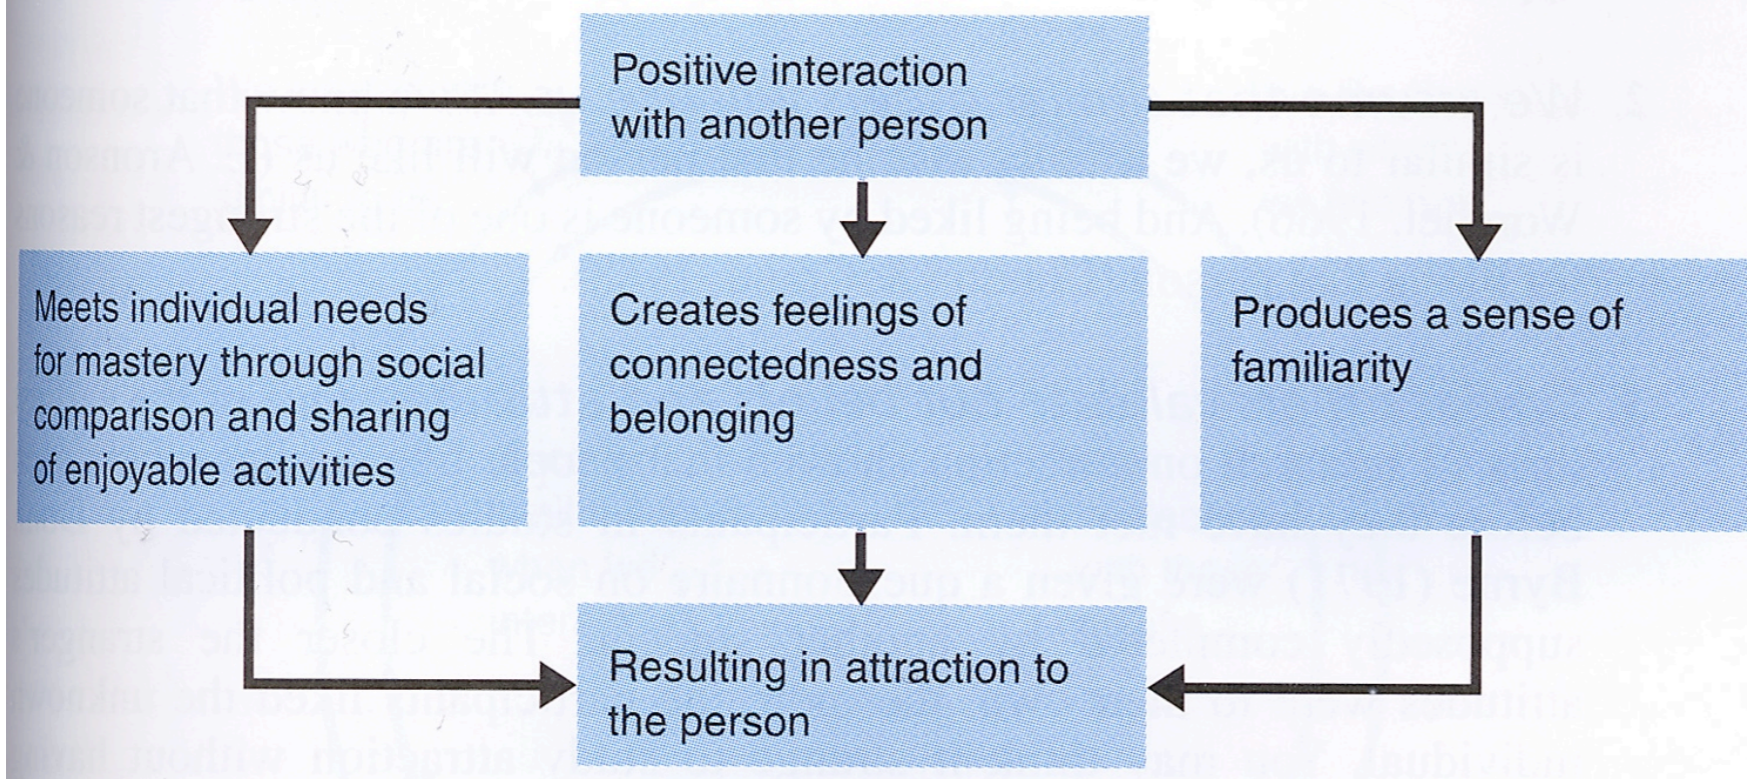 Positive interaction
with another person
Meets individual needs
for mastery through social
comparison and sharing
of enjoyable activities
Creates feelings of
connectedness and
belonging
Produces a sense of
familiarity
Resulting in attraction to
the person